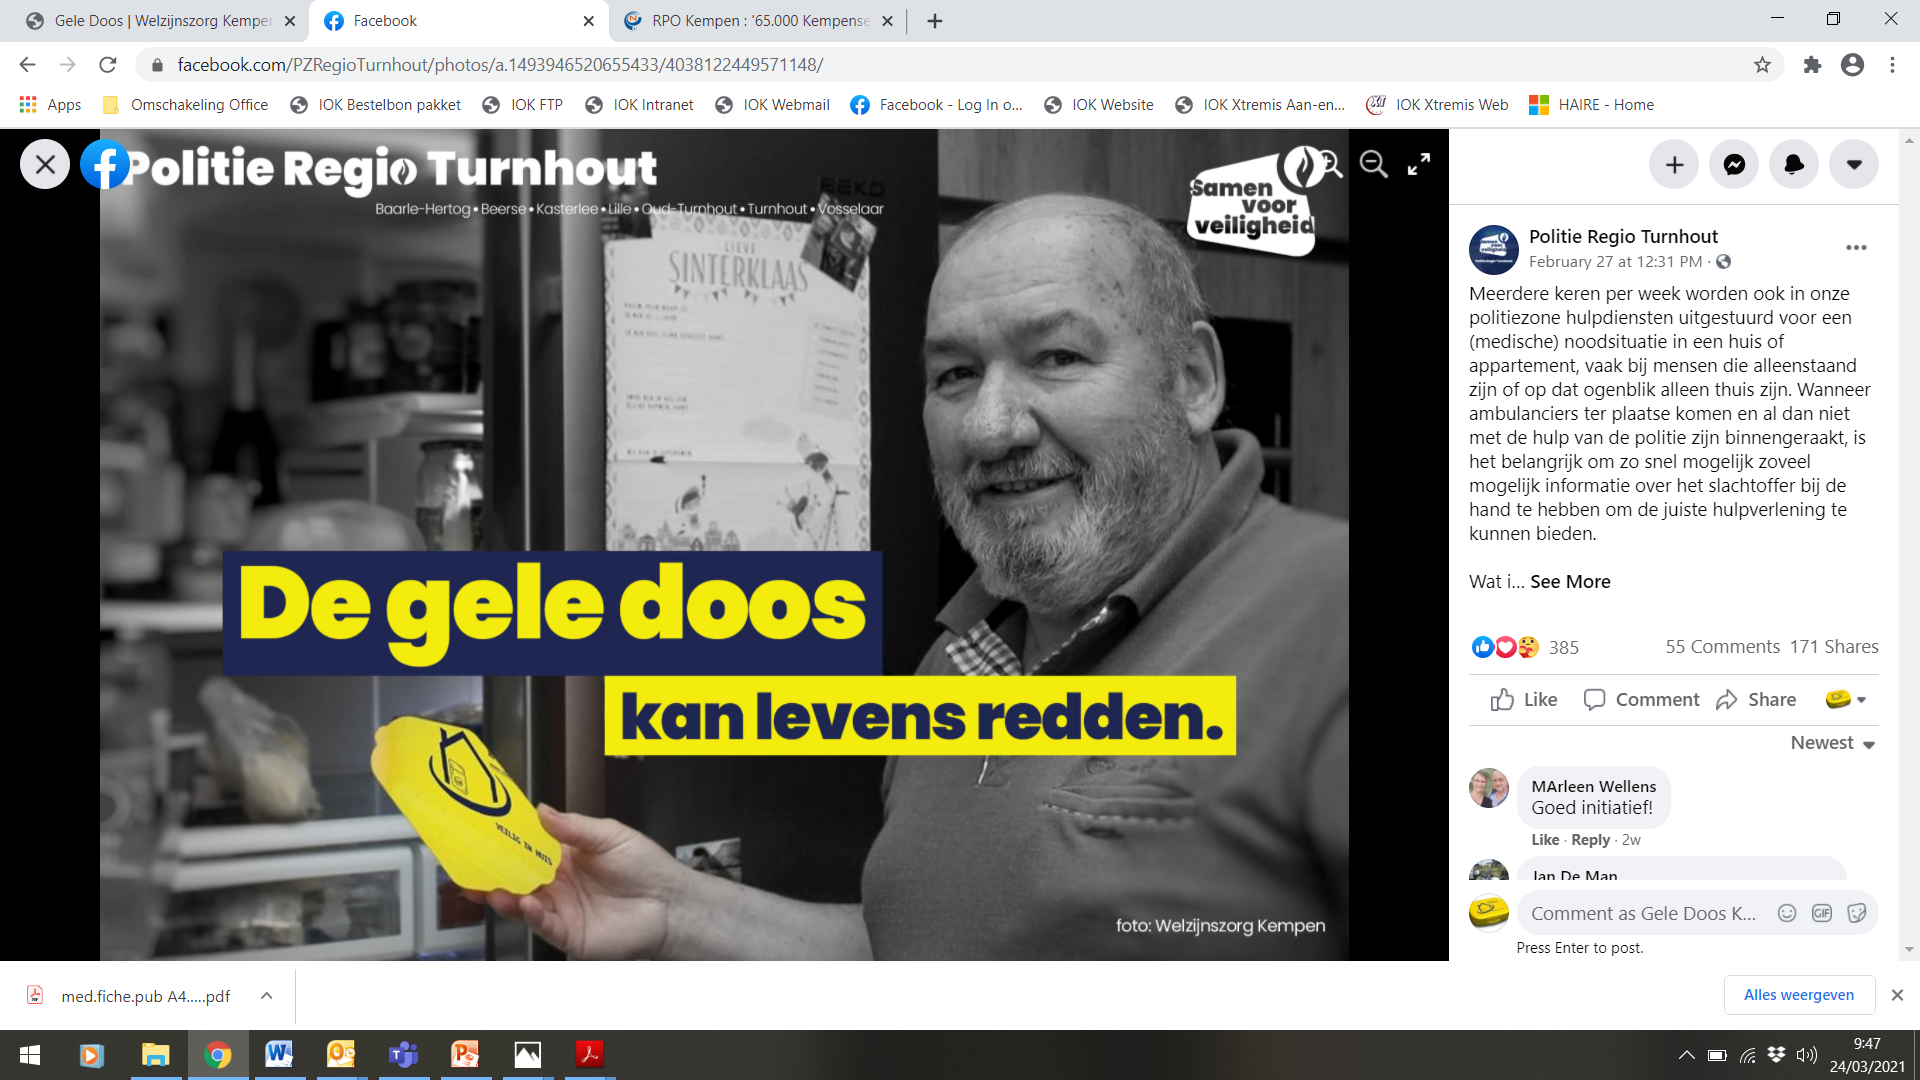 Gele Doos | Welzijnszorg Kempen
Facebook
RPO Kempen : '65.000 Kempense
facebook.com/PZRegioTurnhout/photos/a.1493946520655433/4038122449571148/
Apps
Omschakeling Office
IOK Bestelbon pakket
IOK FTP
IOK Intranet
IOK Webmail
Facebook - Log In o...
IOK Website
IOK Xtremis Aan-en...
IOK Xtremis Web
HAIRE - Home
Politie Regio Turnhout
Baarle-Hertog • Beerse • Kasterlee • Lille • Oud-Turnhout • Turnhout • Vosselaar
Samen
voor
veiligheid
LIEVE
SINTERKLAAS
De gele doos
kan levens redden.
VEILIG IN HUIS
foto: Welzijnszorg Kempen
Politie Regio Turnhout
February 27 at 12:31 PM ·
Meerdere keren per week worden ook in onze
politiezone hulpdiensten uitgestuurd voor een
(medische) noodsituatie in een huis of
appartement, vaak bij mensen die alleenstaand
zijn of op dat ogenblik alleen thuis zijn. Wanneer
ambulanciers ter plaatse komen en al dan niet
met de hulp van de politie zijn binnengeraakt, is
het belangrijk om zo snel mogelijk zoveel
mogelijk informatie over het slachtoffer bij de
hand te hebben om de juiste hulpverlening te
kunnen bieden.
Wat i... See More
385
55 Comments 171 Shares
Like
Comment
Share
Newest
MArleen Wellens
Goed initiatief!
Like · Reply · 2w
Jan De Man
Comment as Gele Doos K...
GIF
Press Enter to post.
med.fiche.pub A4.....pdf
Alles weergeven
9:47
24/03/2021